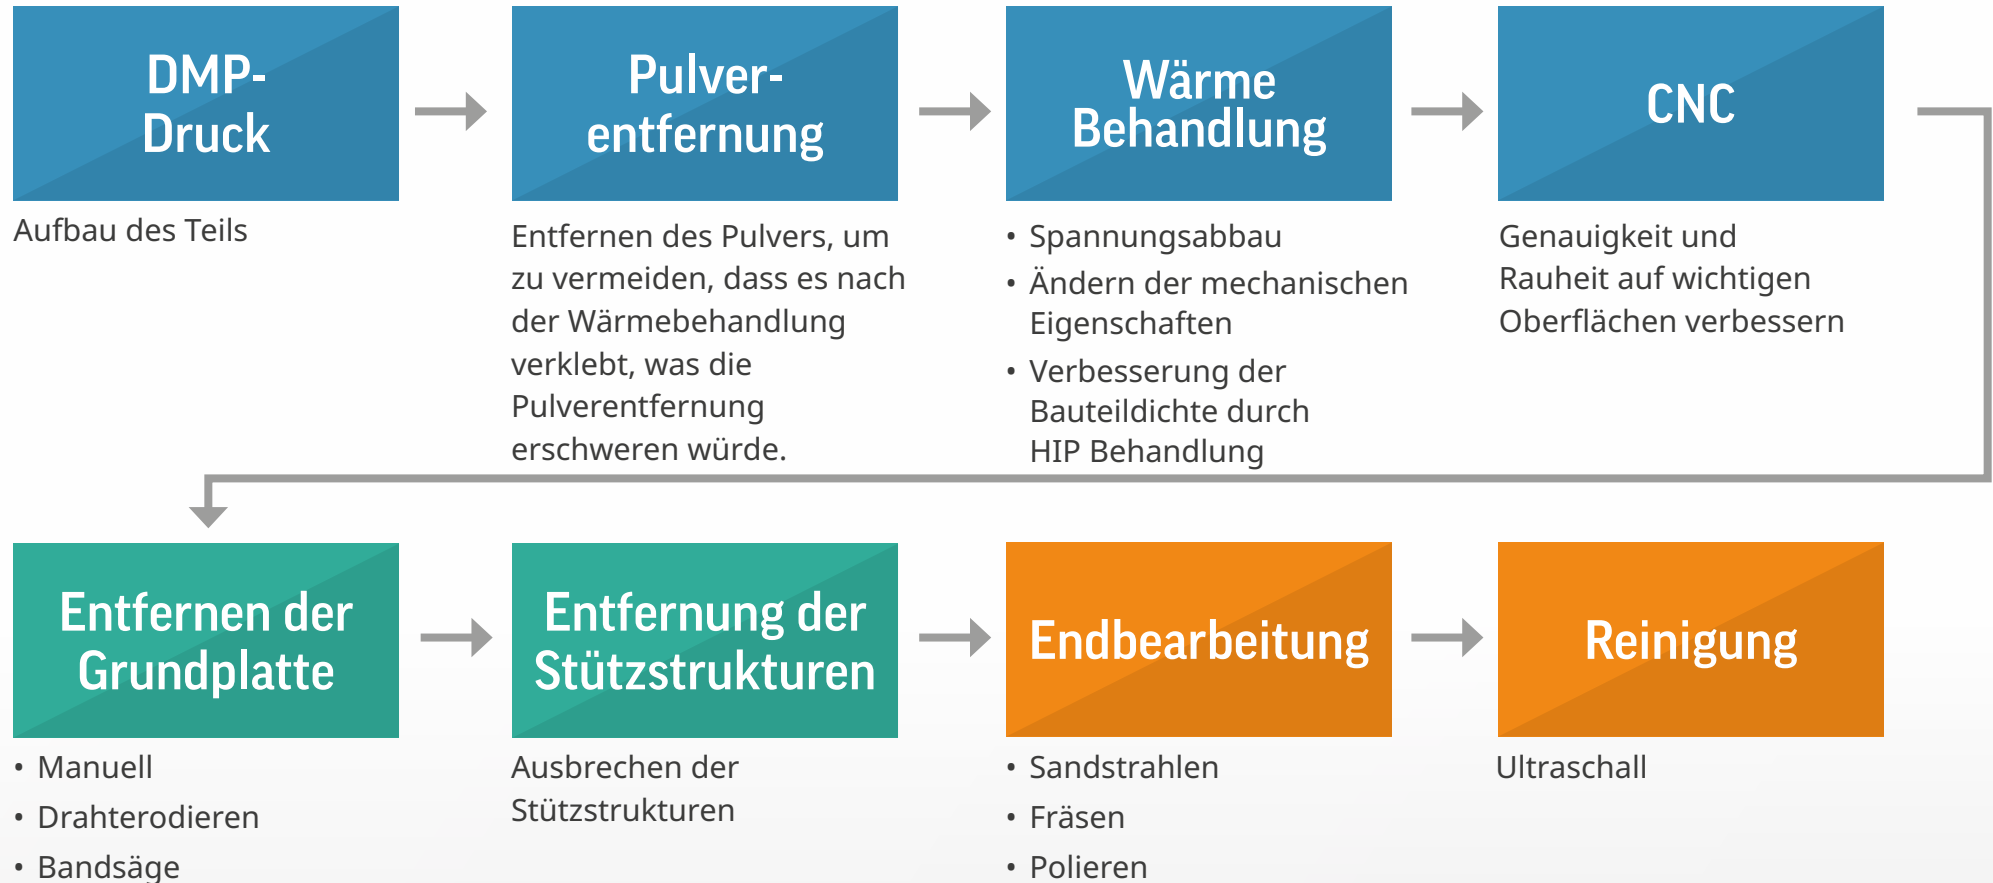 DMP-
Druck
Aufbau des Teils
Pulver-
entfernung
Entfernen des Pulvers, um
zu vermeiden, dass es nach
der Wärmebehandlung
verklebt, was die
Pulverentfernung
erschweren würde.
Wärme
Behandlung
• Spannungsabbau
• Ändern der mechanischen
Eigenschaften
• Verbesserung der
Bauteildichte durch
HIP Behandlung
CNC
Genauigkeit und
Rauheit auf wichtigen
Oberflächen verbessern
Entfernen der
Grundplatte
• Manuell
• Drahterodieren
• Bandsäge
Entfernung der
Stützstrukturen
Ausbrechen der
Stützstrukturen
Endbearbeitung
• Sandstrahlen
• Fräsen
• Polieren
Reinigung
Ultraschall